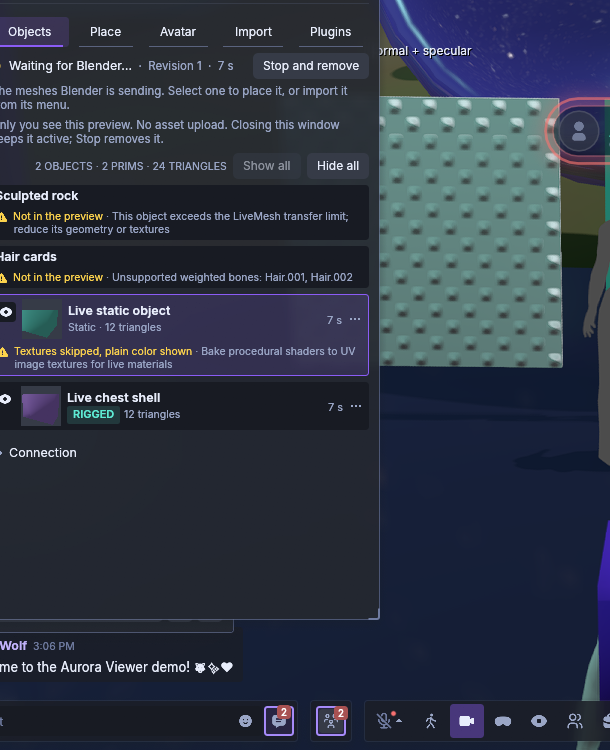 Objects Place Avatar Import Plugins
ormal + specular
Waiting for Blender... · Revision 1 · 7 s Stop and remove
he meshes Blender is sending. Select one to place it, or import it
rom its menu.
nly you see this preview. No asset upload. Closing this window
eeps it active; Stop removes it.
2 OBJECTS · 2 PRIMS · 24 TRIANGLES Show all Hide all
Sculpted rock
Not in the preview · This object exceeds the LiveMesh transfer limit;
reduce its geometry or textures
Hair cards
Not in the preview · Unsupported weighted bones: Hair.001, Hair.002
Live static object
Static · 12 triangles
7 s ...
Textures skipped, plain color shown · Bake procedural shaders to UV
image textures for live materials
Live chest shell
RIGGED 12 triangles
7 s ...
Connection
Wolf 3:06 PM
me to the Aurora Viewer demo!
t
2
2